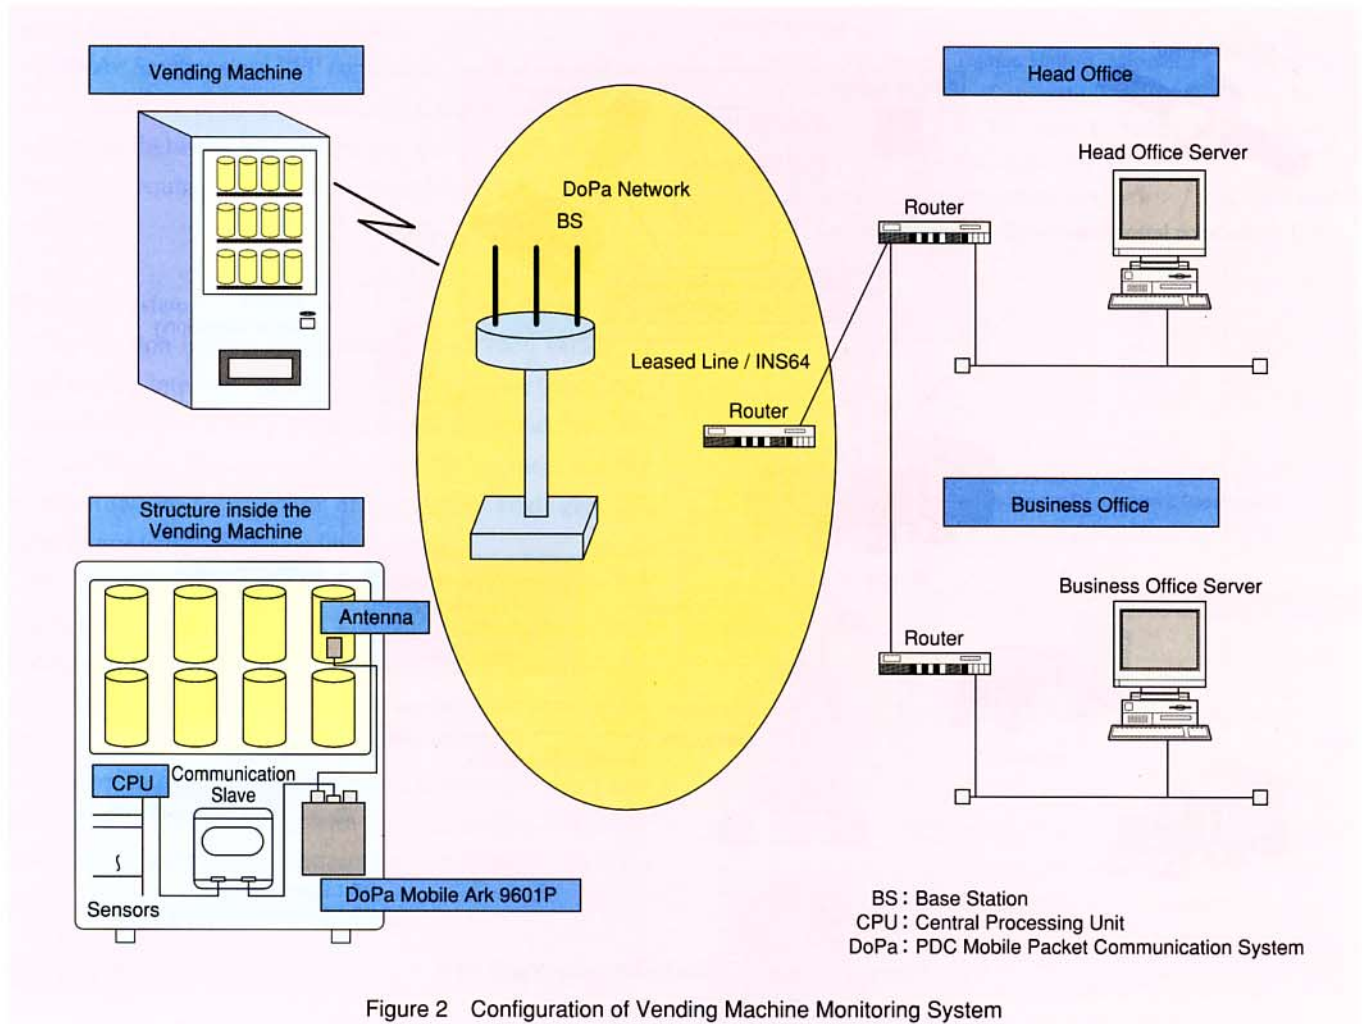 Vending Machine
Head Office
Head Office Server
DoPa Network
BS
Router
Leased Line / INS64
Router
Structure inside the
Vending Machine
Business Office
Antenna
Business Office Server
Router
CPU
Communication
Slave
DoPa Mobile Ark 9601P
Sensors
BS : Base Station
CPU : Central Processing Unit
DoPa : PDC Mobile Packet Communication System
Figure 2 Configuration of Vending Machine Monitoring System